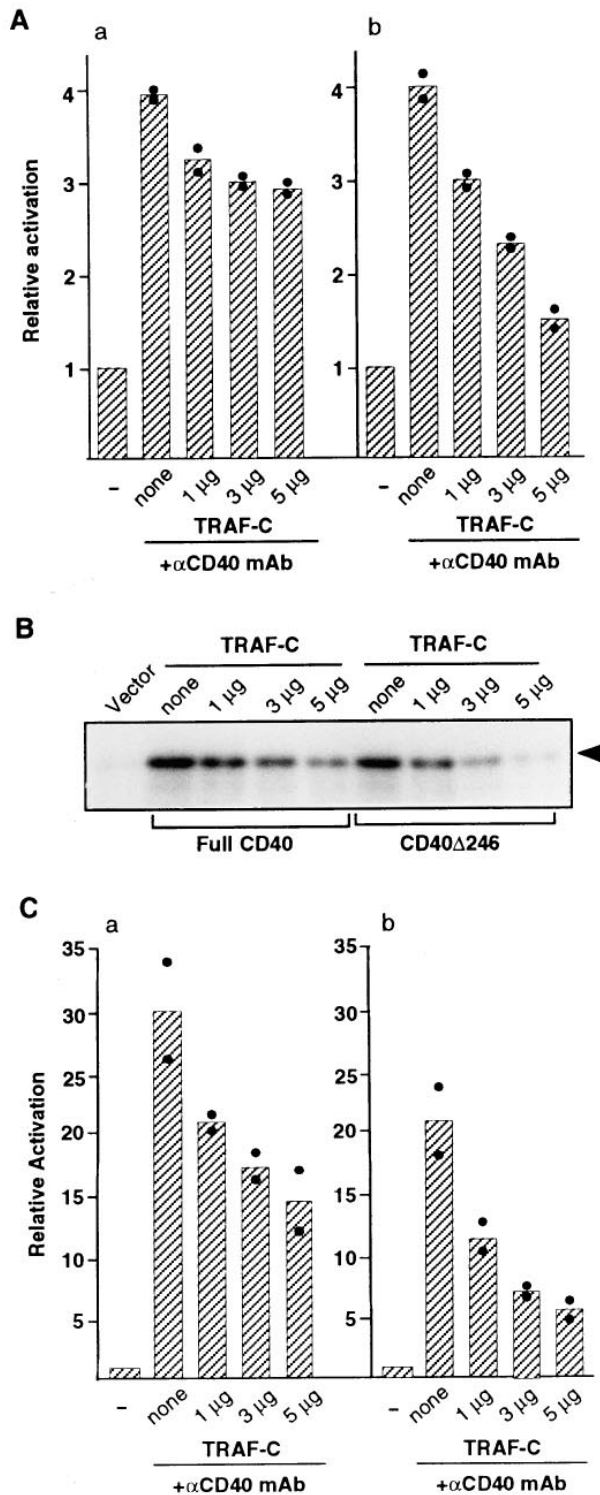 A
a
b
Relative activation
4
3
2
1
4
3
2
1
–
none
1 µg
3 µg
5 µg
–
none
1 µg
3 µg
5 µg
TRAF-C
TRAF-C
+αCD40 mAb
+αCD40 mAb
B
TRAF-C
TRAF-C
Vector
none
1 µg
3 µg
5 µg
none
1 µg
3 µg
5 µg
Full CD40
CD40Δ246
C
a
b
Relative Activation
35
30
25
20
15
10
5
35
30
25
20
15
10
5
–
none
1 µg
3 µg
5 µg
–
none
1 µg
3 µg
5 µg
TRAF-C
TRAF-C
+αCD40 mAb
+αCD40 mAb